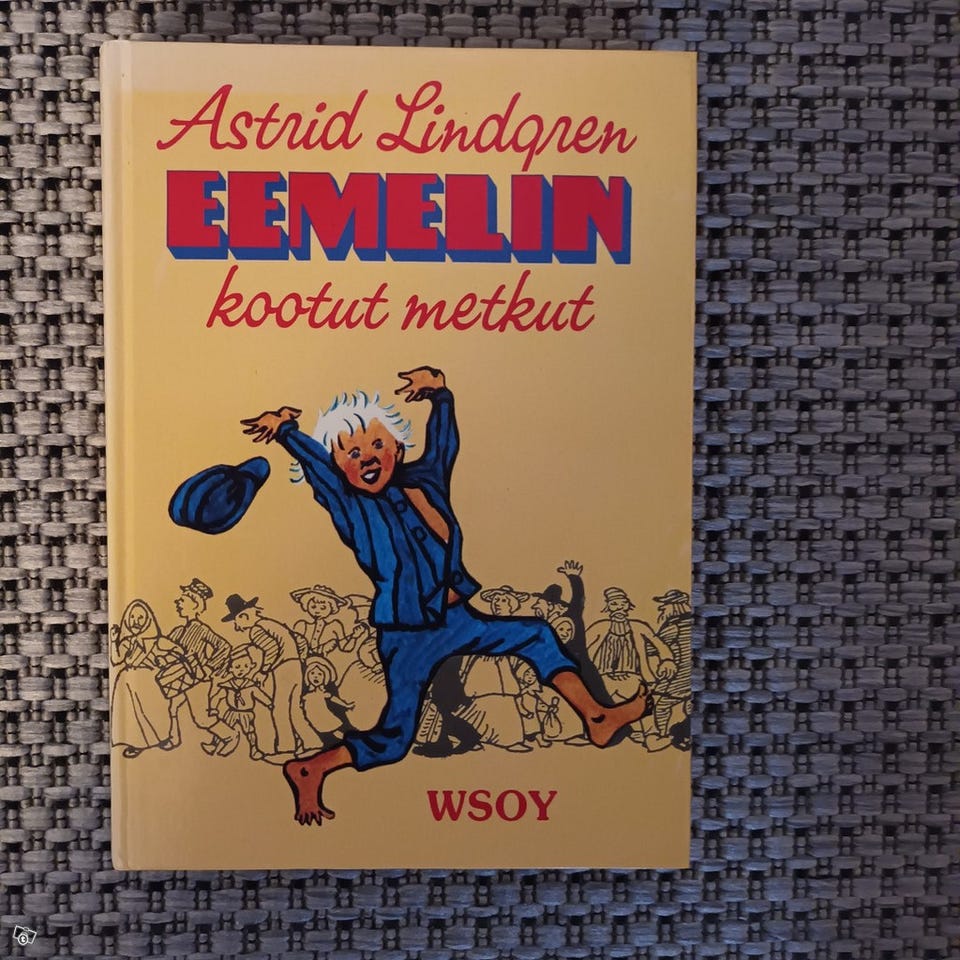 Astrid Lindgren
EEMELIN
kootut metkut
WSOY